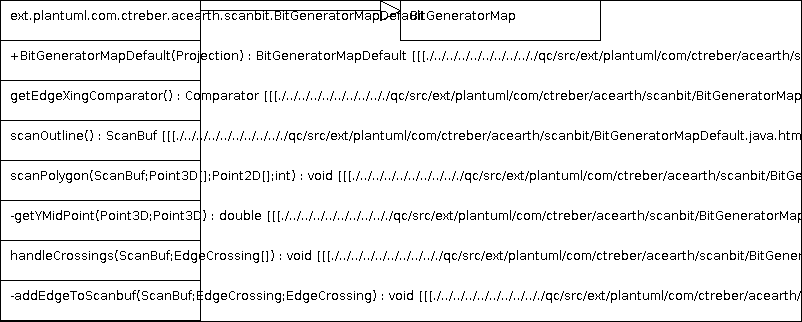 ext.plantuml.com.ctreber.acearth.scanbit.BitGeneratorMapDefault
BitGeneratorMap
+BitGeneratorMapDefault(Projection) : BitGeneratorMapDefault [[[./../../../../../../../../../qc/src/ext/plantuml/com/ctreber/acearth/s
getEdgeXingComparator() : Comparator [[[./../../../../../../../../../qc/src/ext/plantuml/com/ctreber/acearth/scanbit/BitGeneratorMap
scanOutline() : ScanBuf [[[./../../../../../../../../../qc/src/ext/plantuml/com/ctreber/acearth/scanbit/BitGeneratorMapDefault.java.htm
scanPolygon(ScanBuf;Point3D[];Point2D[];int) : void [[[./../../../../../../../../../qc/src/ext/plantuml/com/ctreber/acearth/scanbit/BitGe
-getYMidPoint(Point3D;Point3D) : double [[[./../../../../../../../../../qc/src/ext/plantuml/com/ctreber/acearth/scanbit/BitGeneratorMap
handleCrossings(ScanBuf;EdgeCrossing[]) : void [[[./../../../../../../../../../qc/src/ext/plantuml/com/ctreber/acearth/scanbit/BitGener
-addEdgeToScanbuf(ScanBuf;EdgeCrossing;EdgeCrossing) : void [[[./../../../../../../../../../qc/src/ext/plantuml/com/ctreber/acearth/